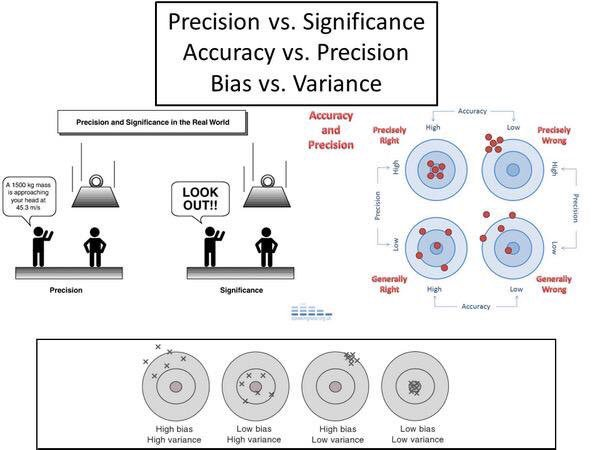 Precision vs. Significance
Accuracy vs. Precision
Bias vs. Variance
Precision and Significance in the Real World
A 1500 kg mass
is approaching
your head at
45.3 m/s
LOOK
OUT!!
Precision
Significance
Accuracy
and
Precision
Accuracy
High
Low
Precisely
Right
Precisely
Wrong
High
High
Precision
Precision
Low
Low
Generally
Right
Generally
Wrong
High
Low
Accuracy
High bias
High variance
Low bias
High variance
High bias
Low variance
Low bias
Low variance